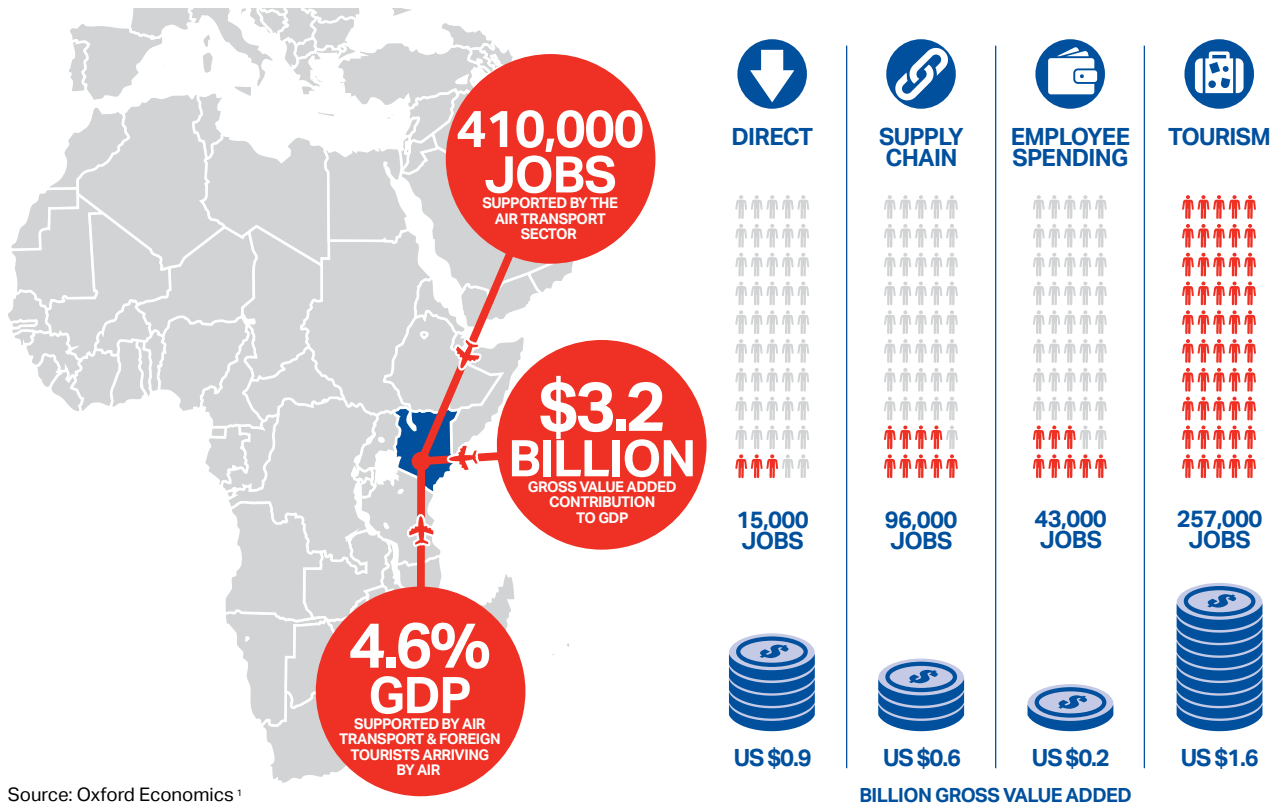 410,000
JOBS
SUPPORTED BY THE
AIR TRANSPORT
SECTOR
$3.2
BILLION
GROSS VALUE ADDED
CONTRIBUTION
TO GDP
4.6%
GDP
SUPPORTED BY AIR
TRANSPORT & FOREIGN
TOURISTS ARRIVING
BY AIR
Source: Oxford Economics ¹
DIRECT
15,000
JOBS
$
US $0.9
SUPPLY
CHAIN
96,000
JOBS
$
US $0.6
EMPLOYEE
SPENDING
43,000
JOBS
$
US $0.2
TOURISM
257,000
JOBS
$
US $1.6
BILLION GROSS VALUE ADDED